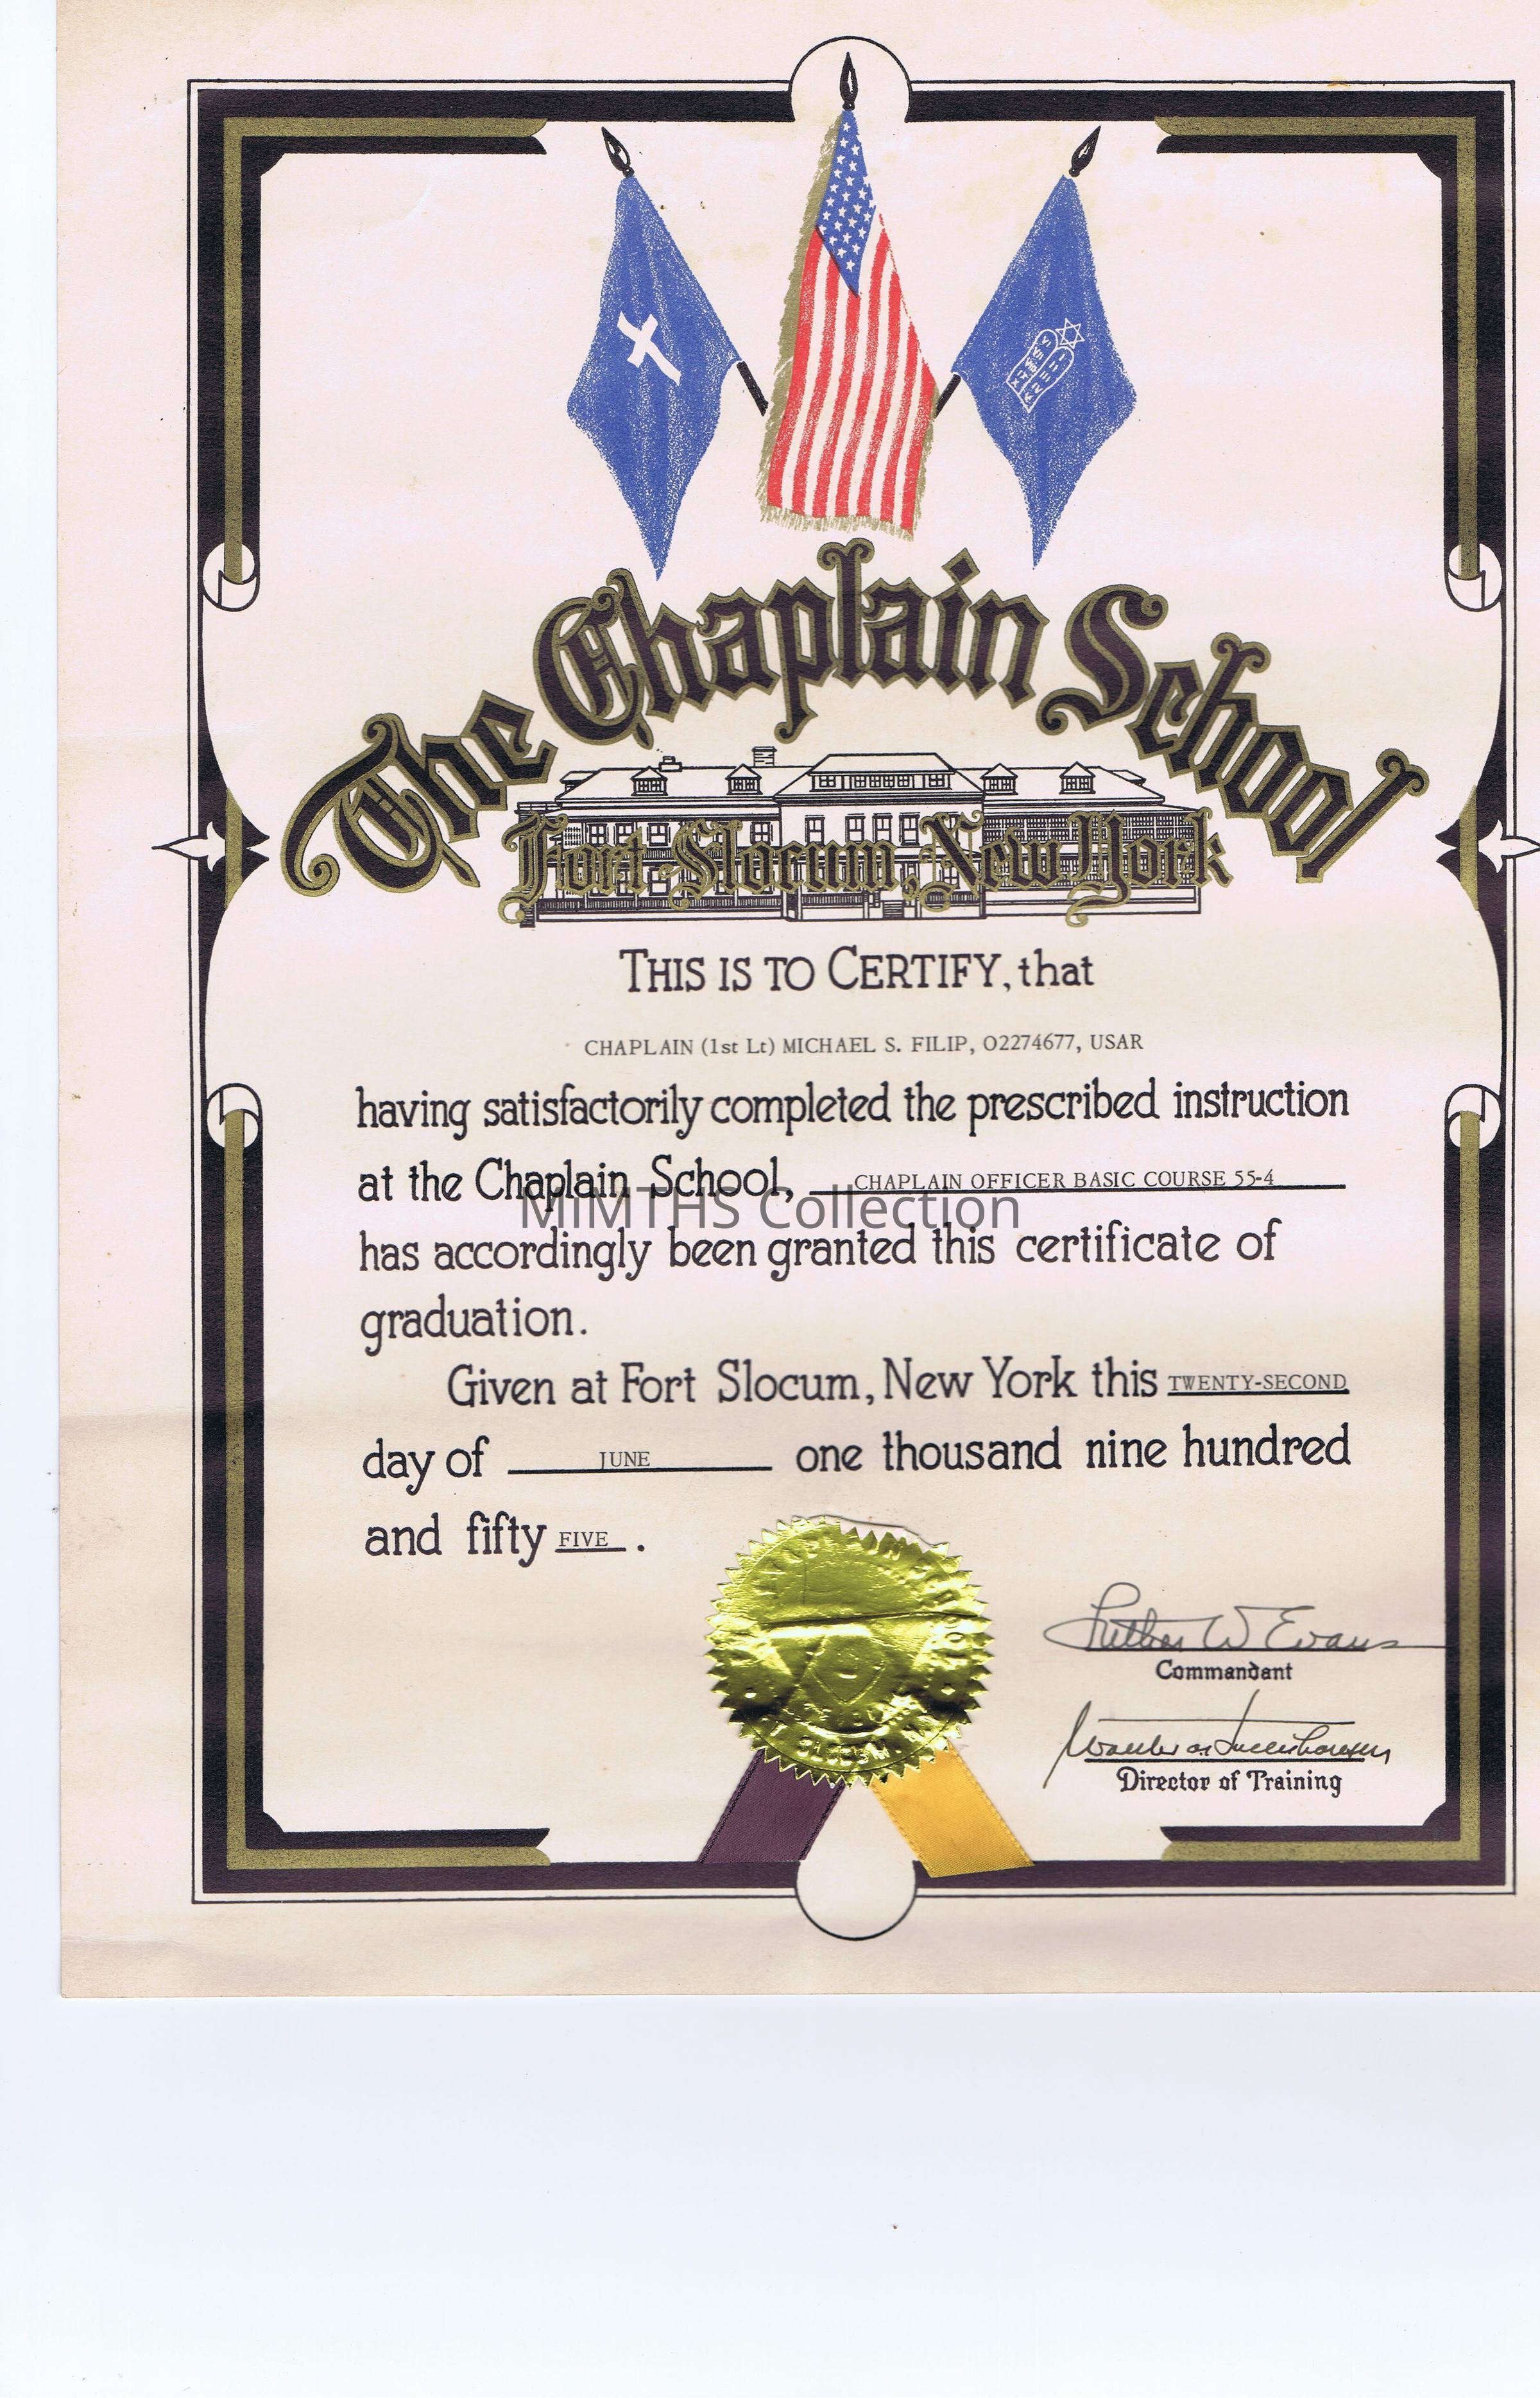 The Chaplain School
Fort Slocum, New York
THIS IS TO CERTIFY, that
CHAPLAIN (1st Lt) MICHAEL S. FILIP, O2274677, USAR
having satisfactorily completed the prescribed instruction
at the Chaplain School, CHAPLAIN OFFICER BASIC COURSE 55-4
MIMTHS Collection
has accordingly been granted this certificate of
graduation.
Given at Fort Slocum, New York this TWENTY-SECOND
day of JUNE one thousand nine hundred
and fifty FIVE.
Luther W Evans
Commandant
Director of Training